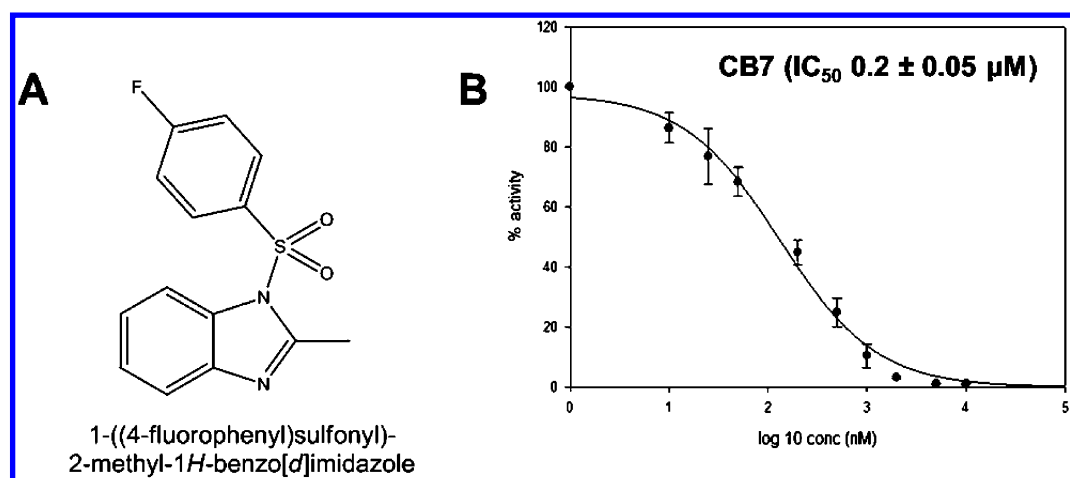 A
F
S
O
O
N
N
1-((4-fluorophenyl)sulfonyl)-
2-methyl-1H-benzo[d]imidazole
B
CB7 (IC50 0.2 ± 0.05 µM)
% activity
120
100
80
60
40
20
0
0 1 2 3 4 5
log 10 conc (nM)